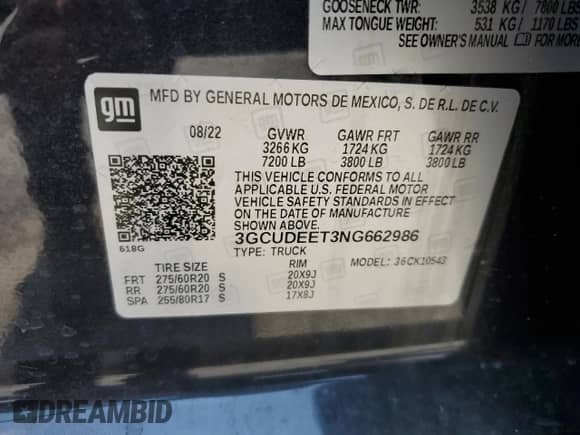 GOOSENECK TWR: 3538 KG/ 7800 LBS
MAX TONGUE WEIGHT: 531 KG / 1170 LBS
SEE OWNER'S MANUAL FOR MORE
gm
MFD BY GENERAL MOTORS DE MEXICO, S. DE R.L. DE C.V.
08/22 GVWR GAWR FRT GAWR RR
3266 KG 1724 KG 1724 KG
7200 LB 3800 LB 3800 LB
THIS VEHICLE CONFORMS TO ALL
APPLICABLE U.S. FEDERAL MOTOR
VEHICLE SAFETY STANDARDS IN
EFFECT ON THE DATE OF MANUFACTURE
SHOWN ABOVE.
3GCUDEET3NG662986
618G
TYPE: TRUCK MODEL: 36CK10543
TIRE SIZE RIM
FRT 275/60R20 S 20X9J
RR 275/60R20 S 20X9J
SPA 255/80R17 S 17X8J
DREAMBID